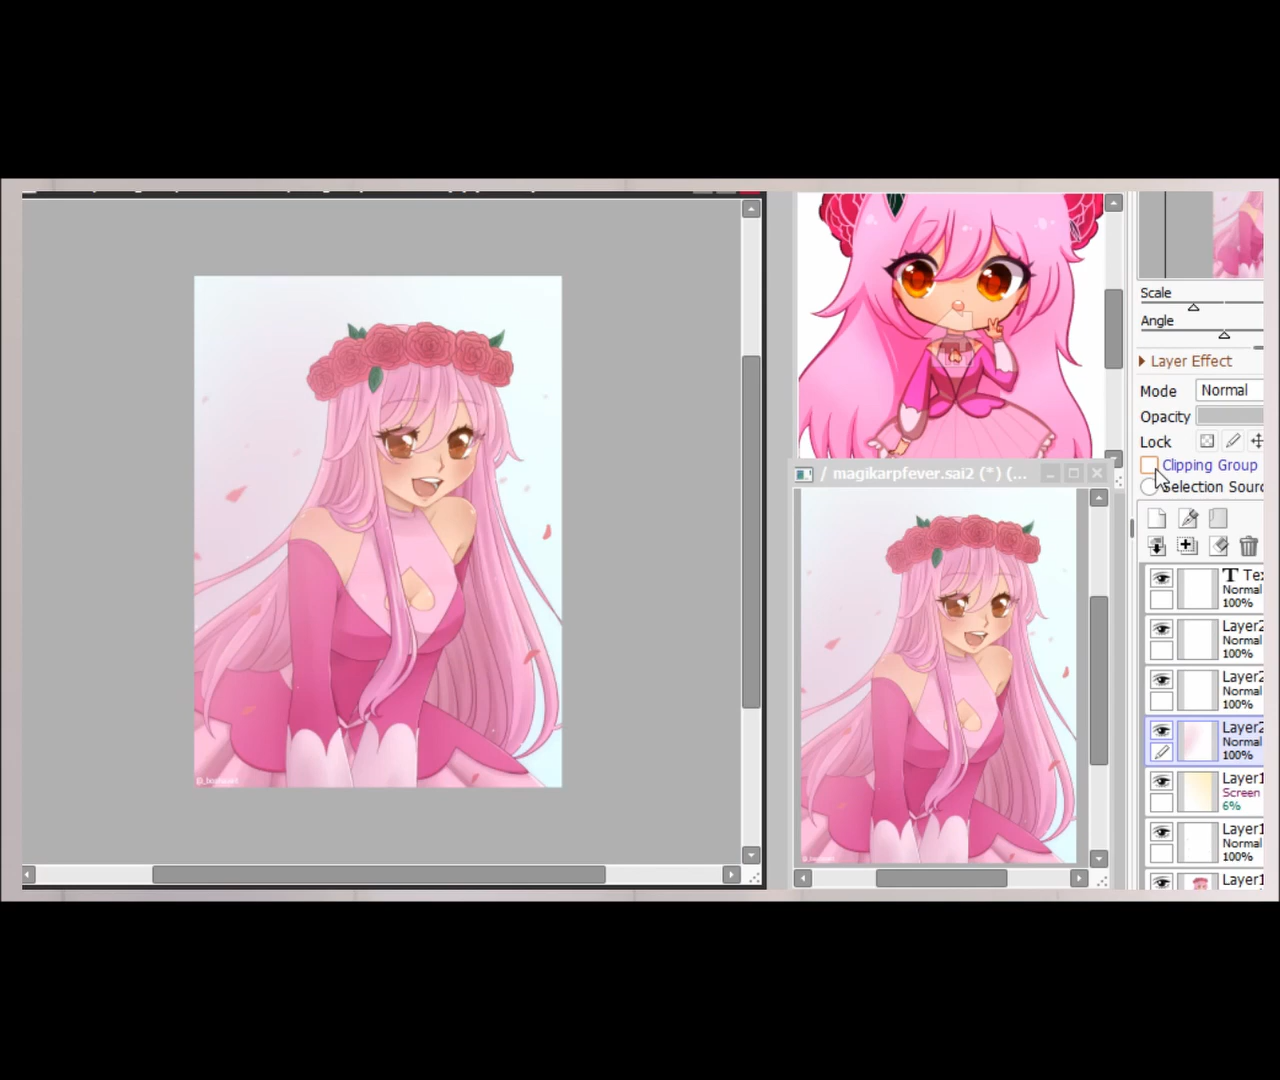 / magikarpfever.sai2 (*) (...
Scale
Angle
Layer Effect
Mode Normal
Opacity
Lock
Clipping Group
Selection Sourc
T Tex
Normal
100%
Layer2
Normal
100%
Layer2
Normal
100%
Layer2
Normal
100%
Layer1
Screen
6%
Layer1
Normal
100%
Layer1